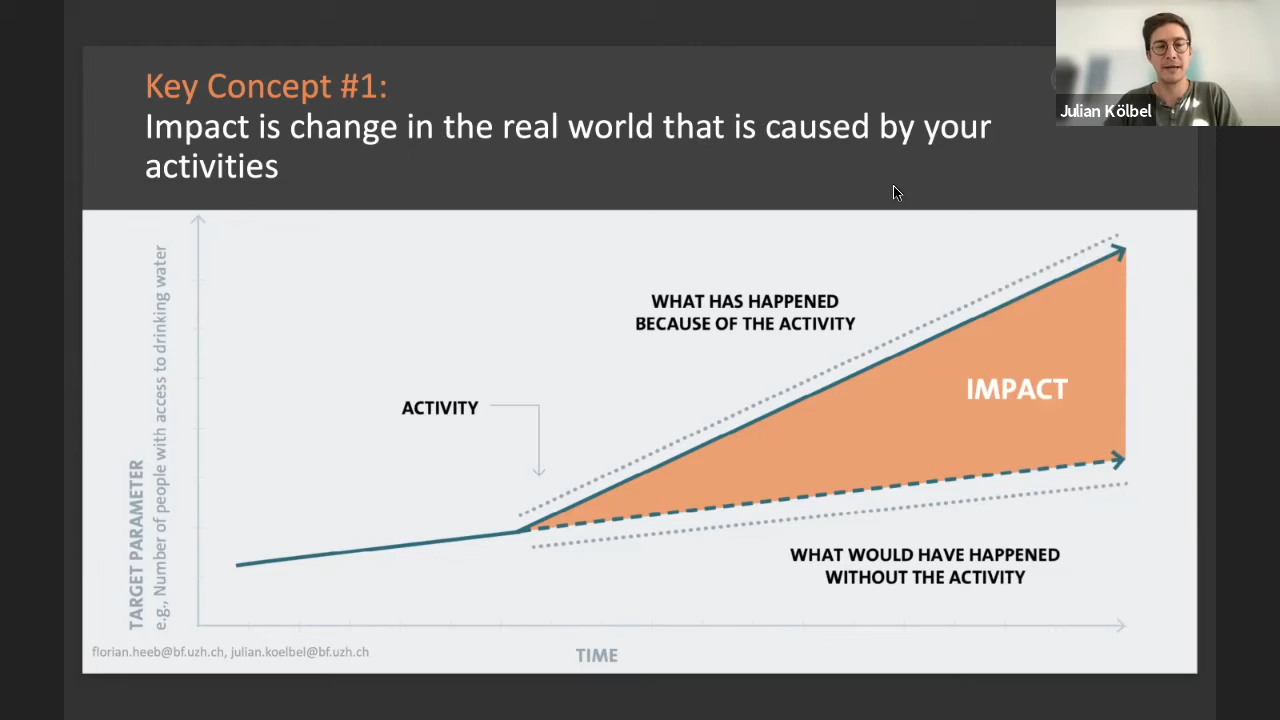 Key Concept #1:
Impact is change in the real world that is caused by your
activities
Julian Kölbel
WHAT HAS HAPPENED
BECAUSE OF THE ACTIVITY
ACTIVITY
IMPACT
WHAT WOULD HAVE HAPPENED
WITHOUT THE ACTIVITY
TARGET PARAMETER
e.g., Number of people with access to drinking water
florian.heeb@bf.uzh.ch, julian.koelbel@bf.uzh.ch
TIME